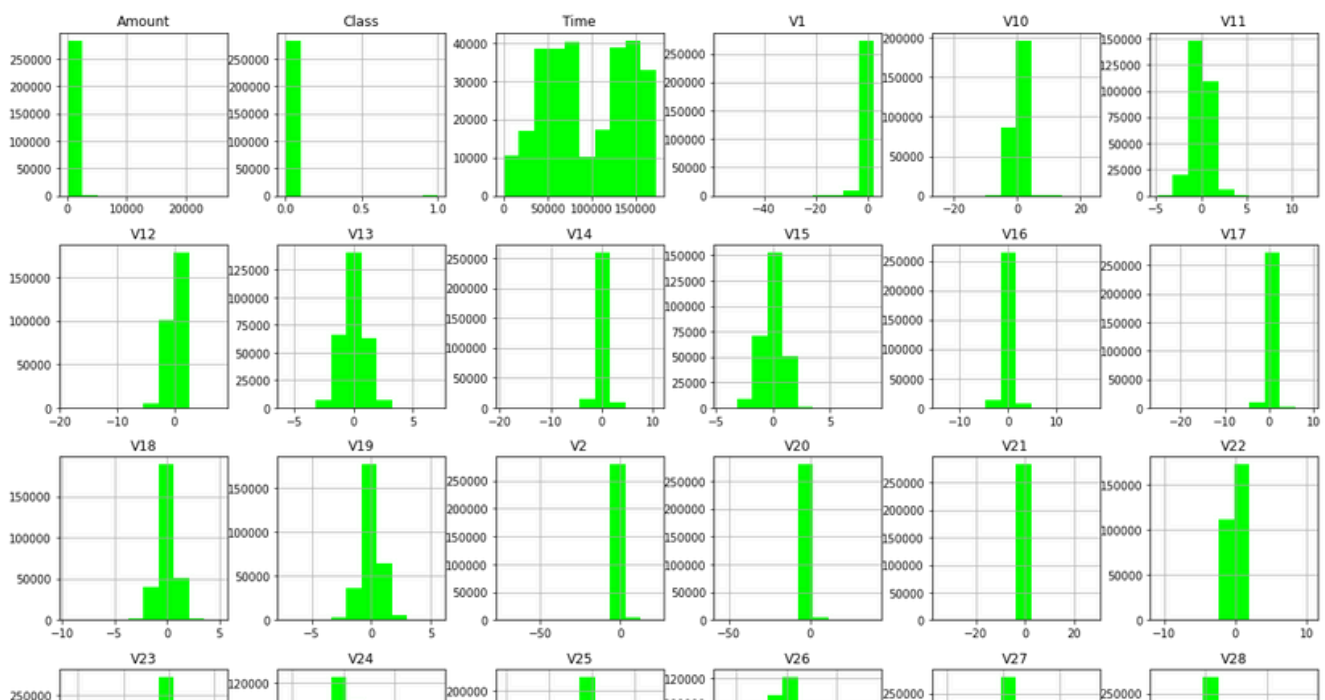 Amount Class Time V1 V10 V11
250000 250000 40000 250000 200000 150000
200000 200000 30000 200000 150000 125000
150000 150000 20000 150000 100000 100000
100000 100000 10000 100000 50000 75000
50000 50000 0 50000 0 50000
0 0 0 25000
0
0 10000 20000 0.0 0.5 1.0 0 50000 100000 150000 −40 −20 0 −20 0 20 −5 0 5 10
V12 V13 V14 V15 V16 V17
150000 125000 250000 150000 250000 250000
100000 100000 200000 125000 200000 200000
50000 75000 150000 100000 150000 150000
0 50000 100000 75000 100000 100000
25000 50000 50000 50000 50000
0 0 25000 0 0
0
−20 −10 0 −5 0 5 −20 −10 0 10 −5 0 5 −10 0 10 −20 −10 0 10
V18 V19 V2 V20 V21 V22
150000 150000 250000 250000 250000 150000
100000 100000 200000 200000 200000 100000
50000 50000 150000 150000 150000 50000
0 0 100000 100000 100000 0
50000 50000 50000
0 0 0
−10 −5 0 5 −5 0 5 −50 0 −50 0 −20 0 20 −10 0 10
V23 V24 V25 V26 V27 V28
250000 120000 200000 120000 250000 250000